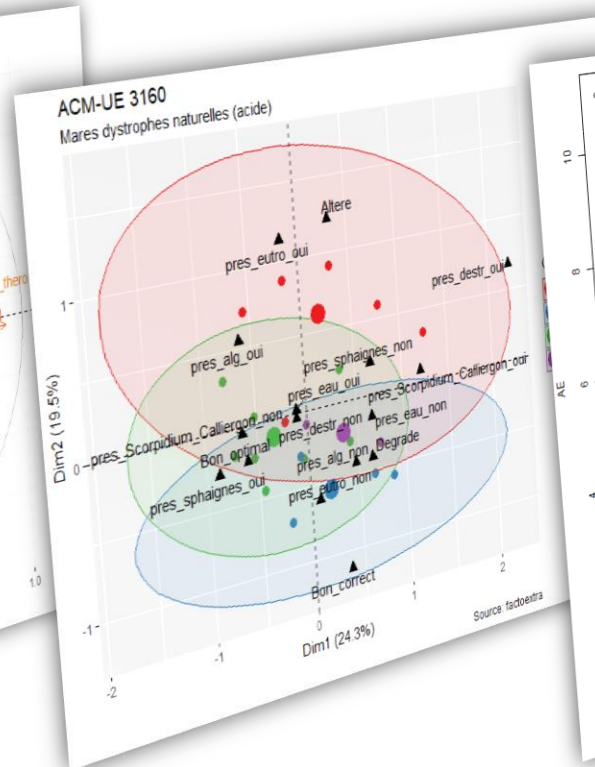 ACM-UE 3160
Mares dystrophes naturelles (acide)
Altere
pres_eutro_oui
pres_destr_oui
pres_alg_oui
pres_sphaignes_non
pres_eau_oui
pres_Scorpidium_Calliergon_oui
pres_Scorpidium_Calliergon_non
pres_destr_non
pres_eau_non
Bon_optimal
pres_alg_non
Degrade
pres_sphaignes_oui
pres_eutro_non
Bon_correct
Dim2 (19.5%)
1
0
-1
-2
-1
0
1
2
Dim1 (24.3%)
Source: factoextra
_thero
1.0
10
8
6
4
AE